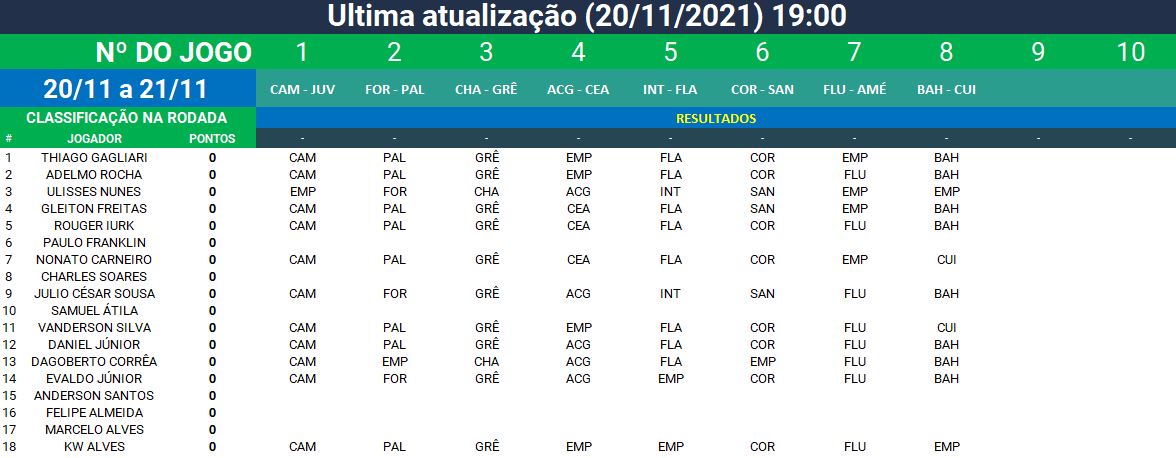 Ultima atualização (20/11/2021) 19:00
Nº DO JOGO 1 2 3 4 5 6 7 8 9 10
20/11 a 21/11 CAM - JUV FOR - PAL CHA - GRÊ ACG - CEA INT - FLA COR - SAN FLU - AMÉ BAH - CUI
CLASSIFICAÇÃO NA RODADA RESULTADOS
# JOGADOR PONTOS - - - - - - - - - -
1 THIAGO GAGLIARI 0 CAM PAL GRÊ EMP FLA COR EMP BAH
2 ADELMO ROCHA 0 CAM PAL GRÊ EMP FLA COR FLU BAH
3 ULISSES NUNES 0 EMP FOR CHA ACG INT SAN EMP EMP
4 GLEITON FREITAS 0 CAM PAL GRÊ CEA FLA SAN EMP BAH
5 ROUGER IURK 0 CAM PAL GRÊ CEA FLA COR FLU BAH
6 PAULO FRANKLIN 0
7 NONATO CARNEIRO 0 CAM PAL GRÊ CEA FLA COR EMP CUI
8 CHARLES SOARES 0
9 JULIO CÉSAR SOUSA 0 CAM FOR GRÊ ACG INT SAN FLU BAH
10 SAMUEL ÁTILA 0
11 VANDERSON SILVA 0 CAM PAL GRÊ EMP FLA COR FLU CUI
12 DANIEL JÚNIOR 0 CAM PAL GRÊ ACG FLA COR FLU BAH
13 DAGOBERTO CORRÊA 0 CAM EMP CHA ACG FLA EMP FLU BAH
14 EVALDO JÚNIOR 0 CAM FOR GRÊ ACG EMP COR FLU BAH
15 ANDERSON SANTOS 0
16 FELIPE ALMEIDA 0
17 MARCELO ALVES 0
18 KW ALVES 0 CAM PAL GRÊ EMP EMP COR FLU EMP